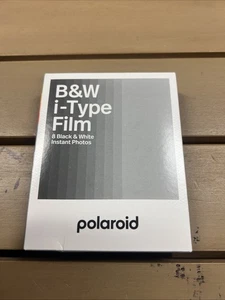 B&W
i-Type
Film
8 Black & White
Instant Photos
polaroid